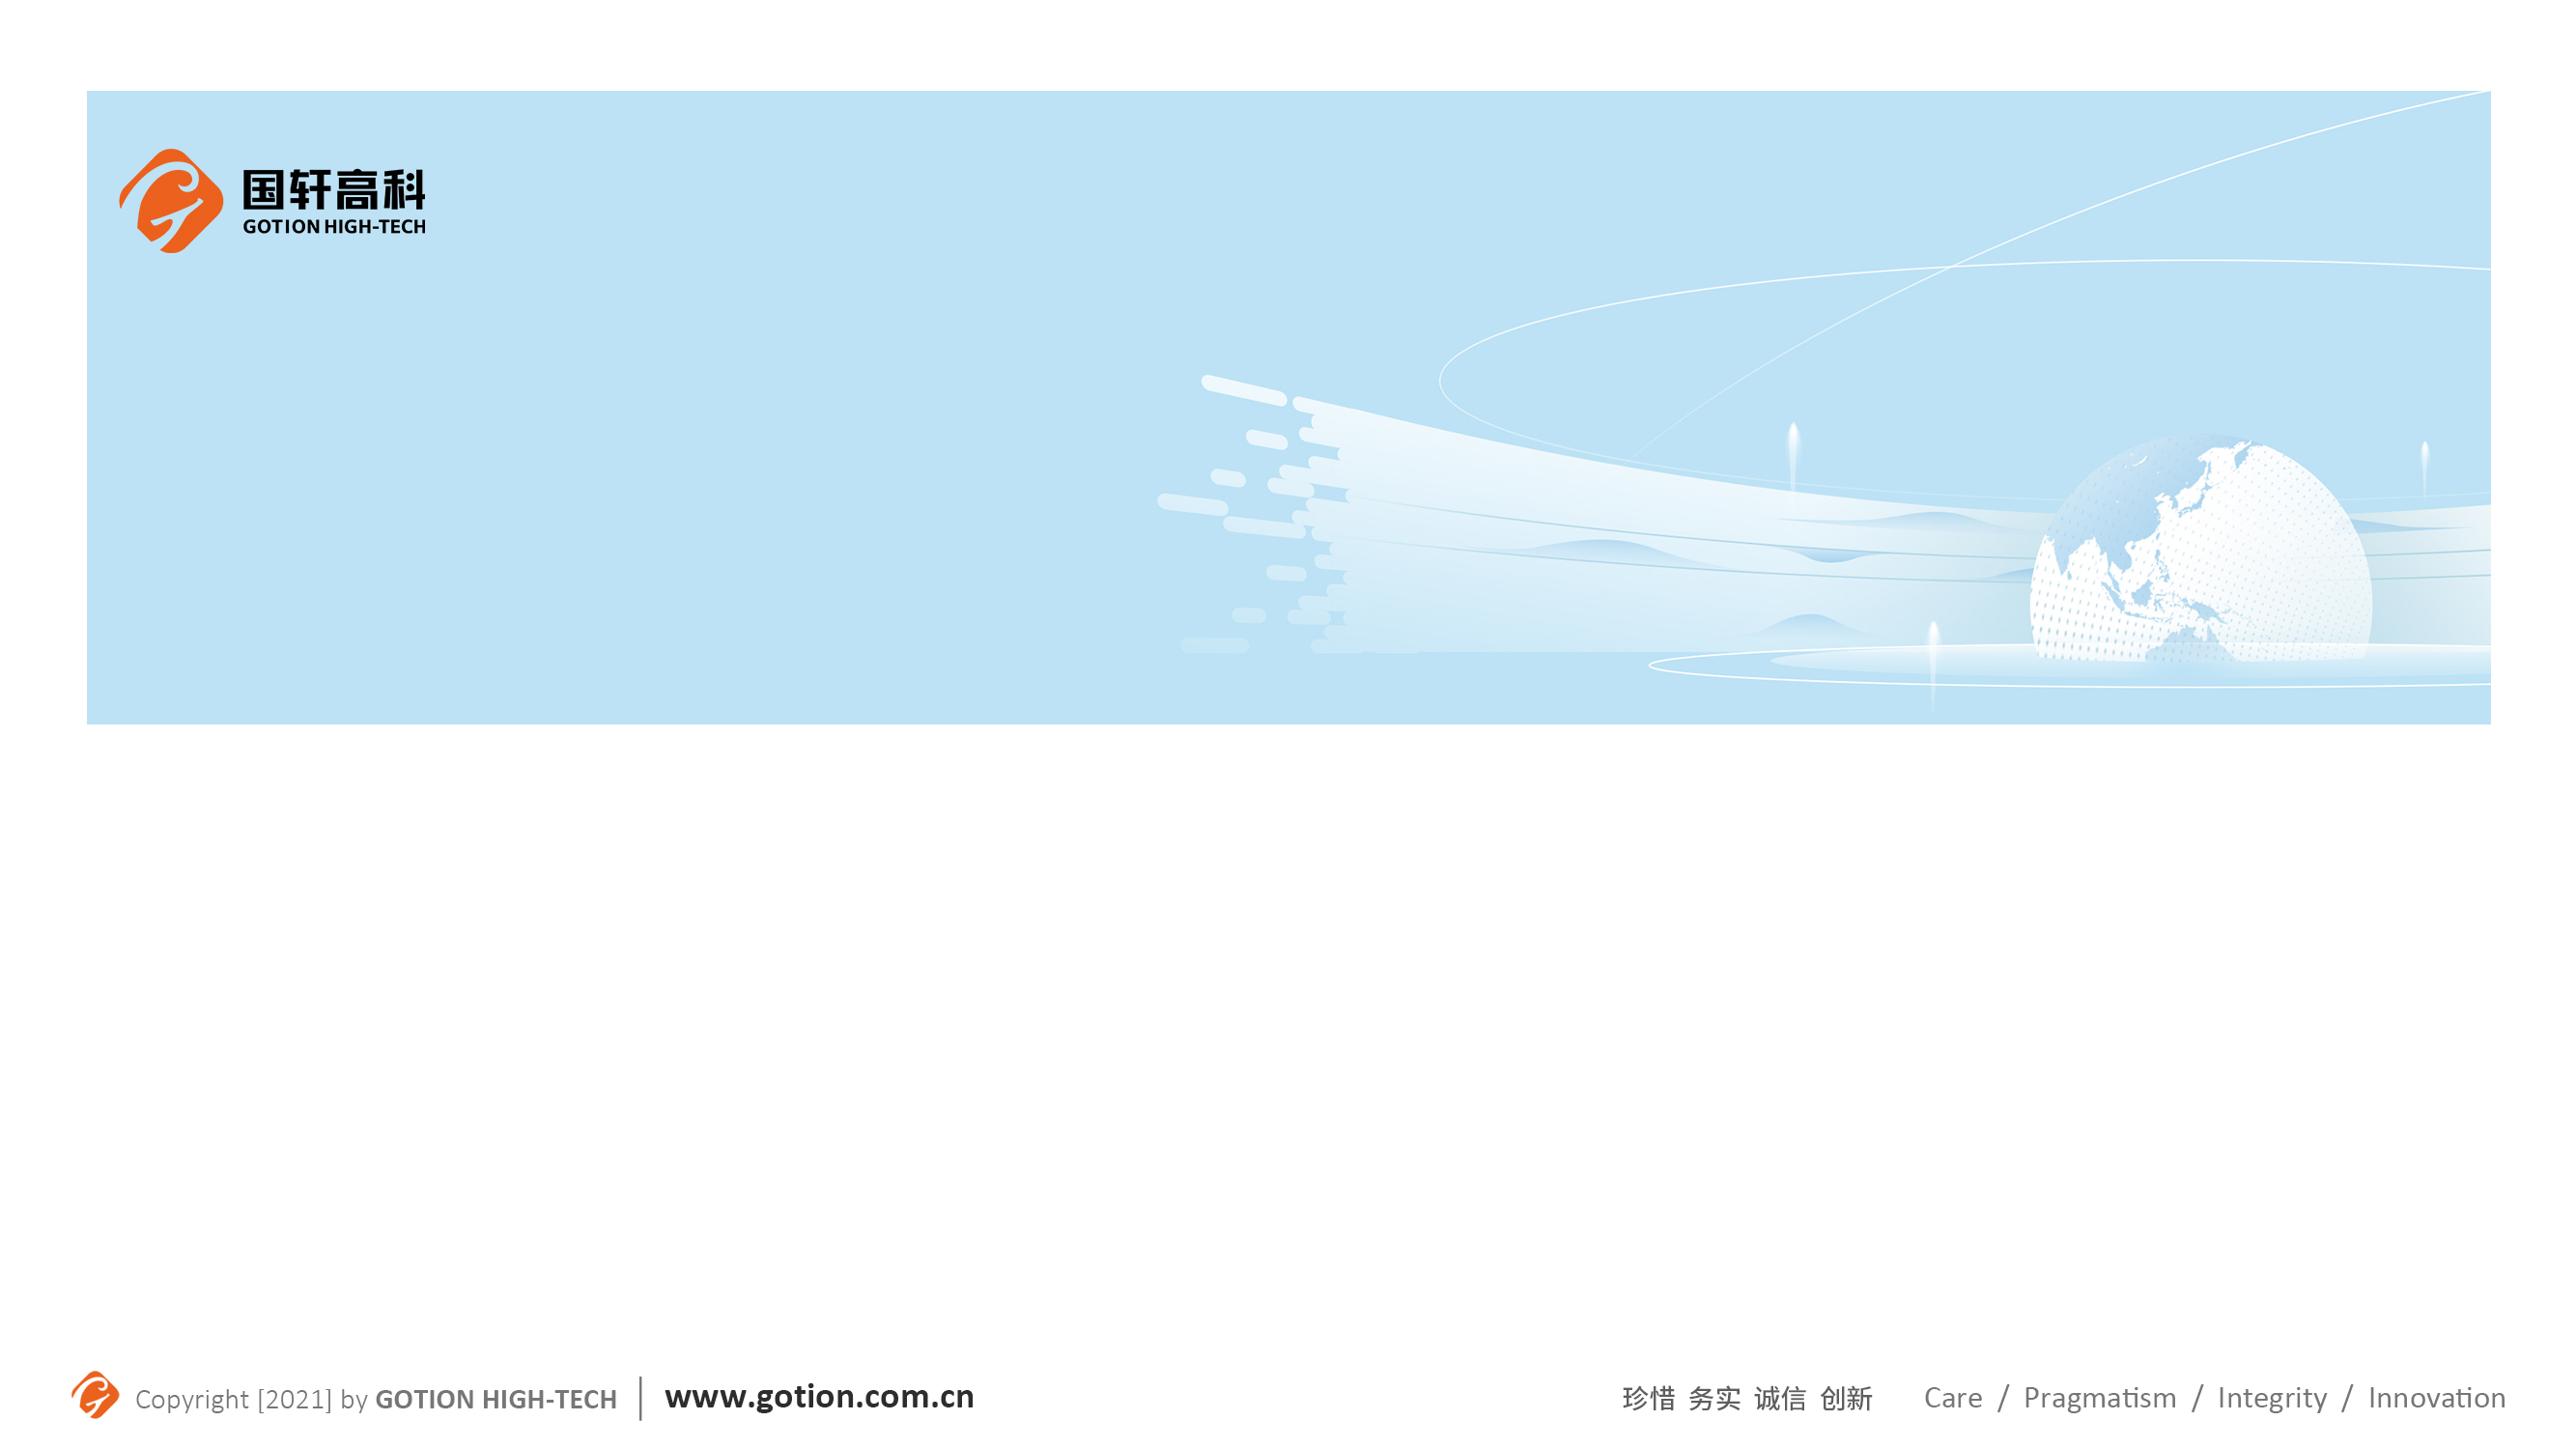 国轩高科
GOTION HIGH-TECH
Copyright [2021] by GOTION HIGH-TECH | www.gotion.com.cn
珍惜 务实 诚信 创新 Care / Pragmatism / Integrity / Innovation